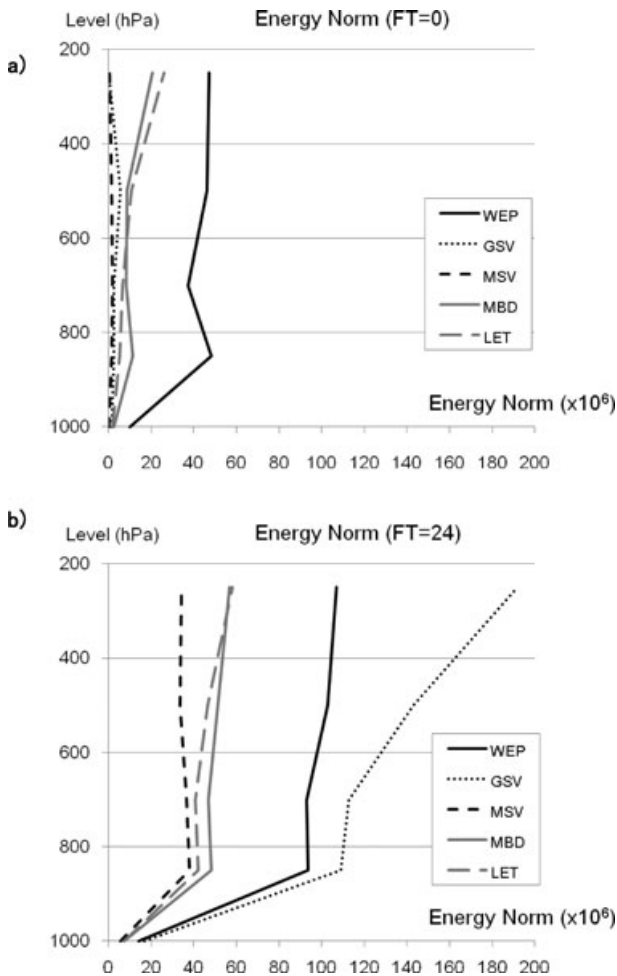 a)
Level (hPa) Energy Norm (FT=0)
200
400
600
800
1000
WEP
GSV
MSV
MBD
LET
Energy Norm (x10⁶)
0 20 40 60 80 100 120 140 160 180 200
b)
Level (hPa) Energy Norm (FT=24)
200
400
600
800
1000
WEP
GSV
MSV
MBD
LET
Energy Norm (x10⁶)
0 20 40 60 80 100 120 140 160 180 200